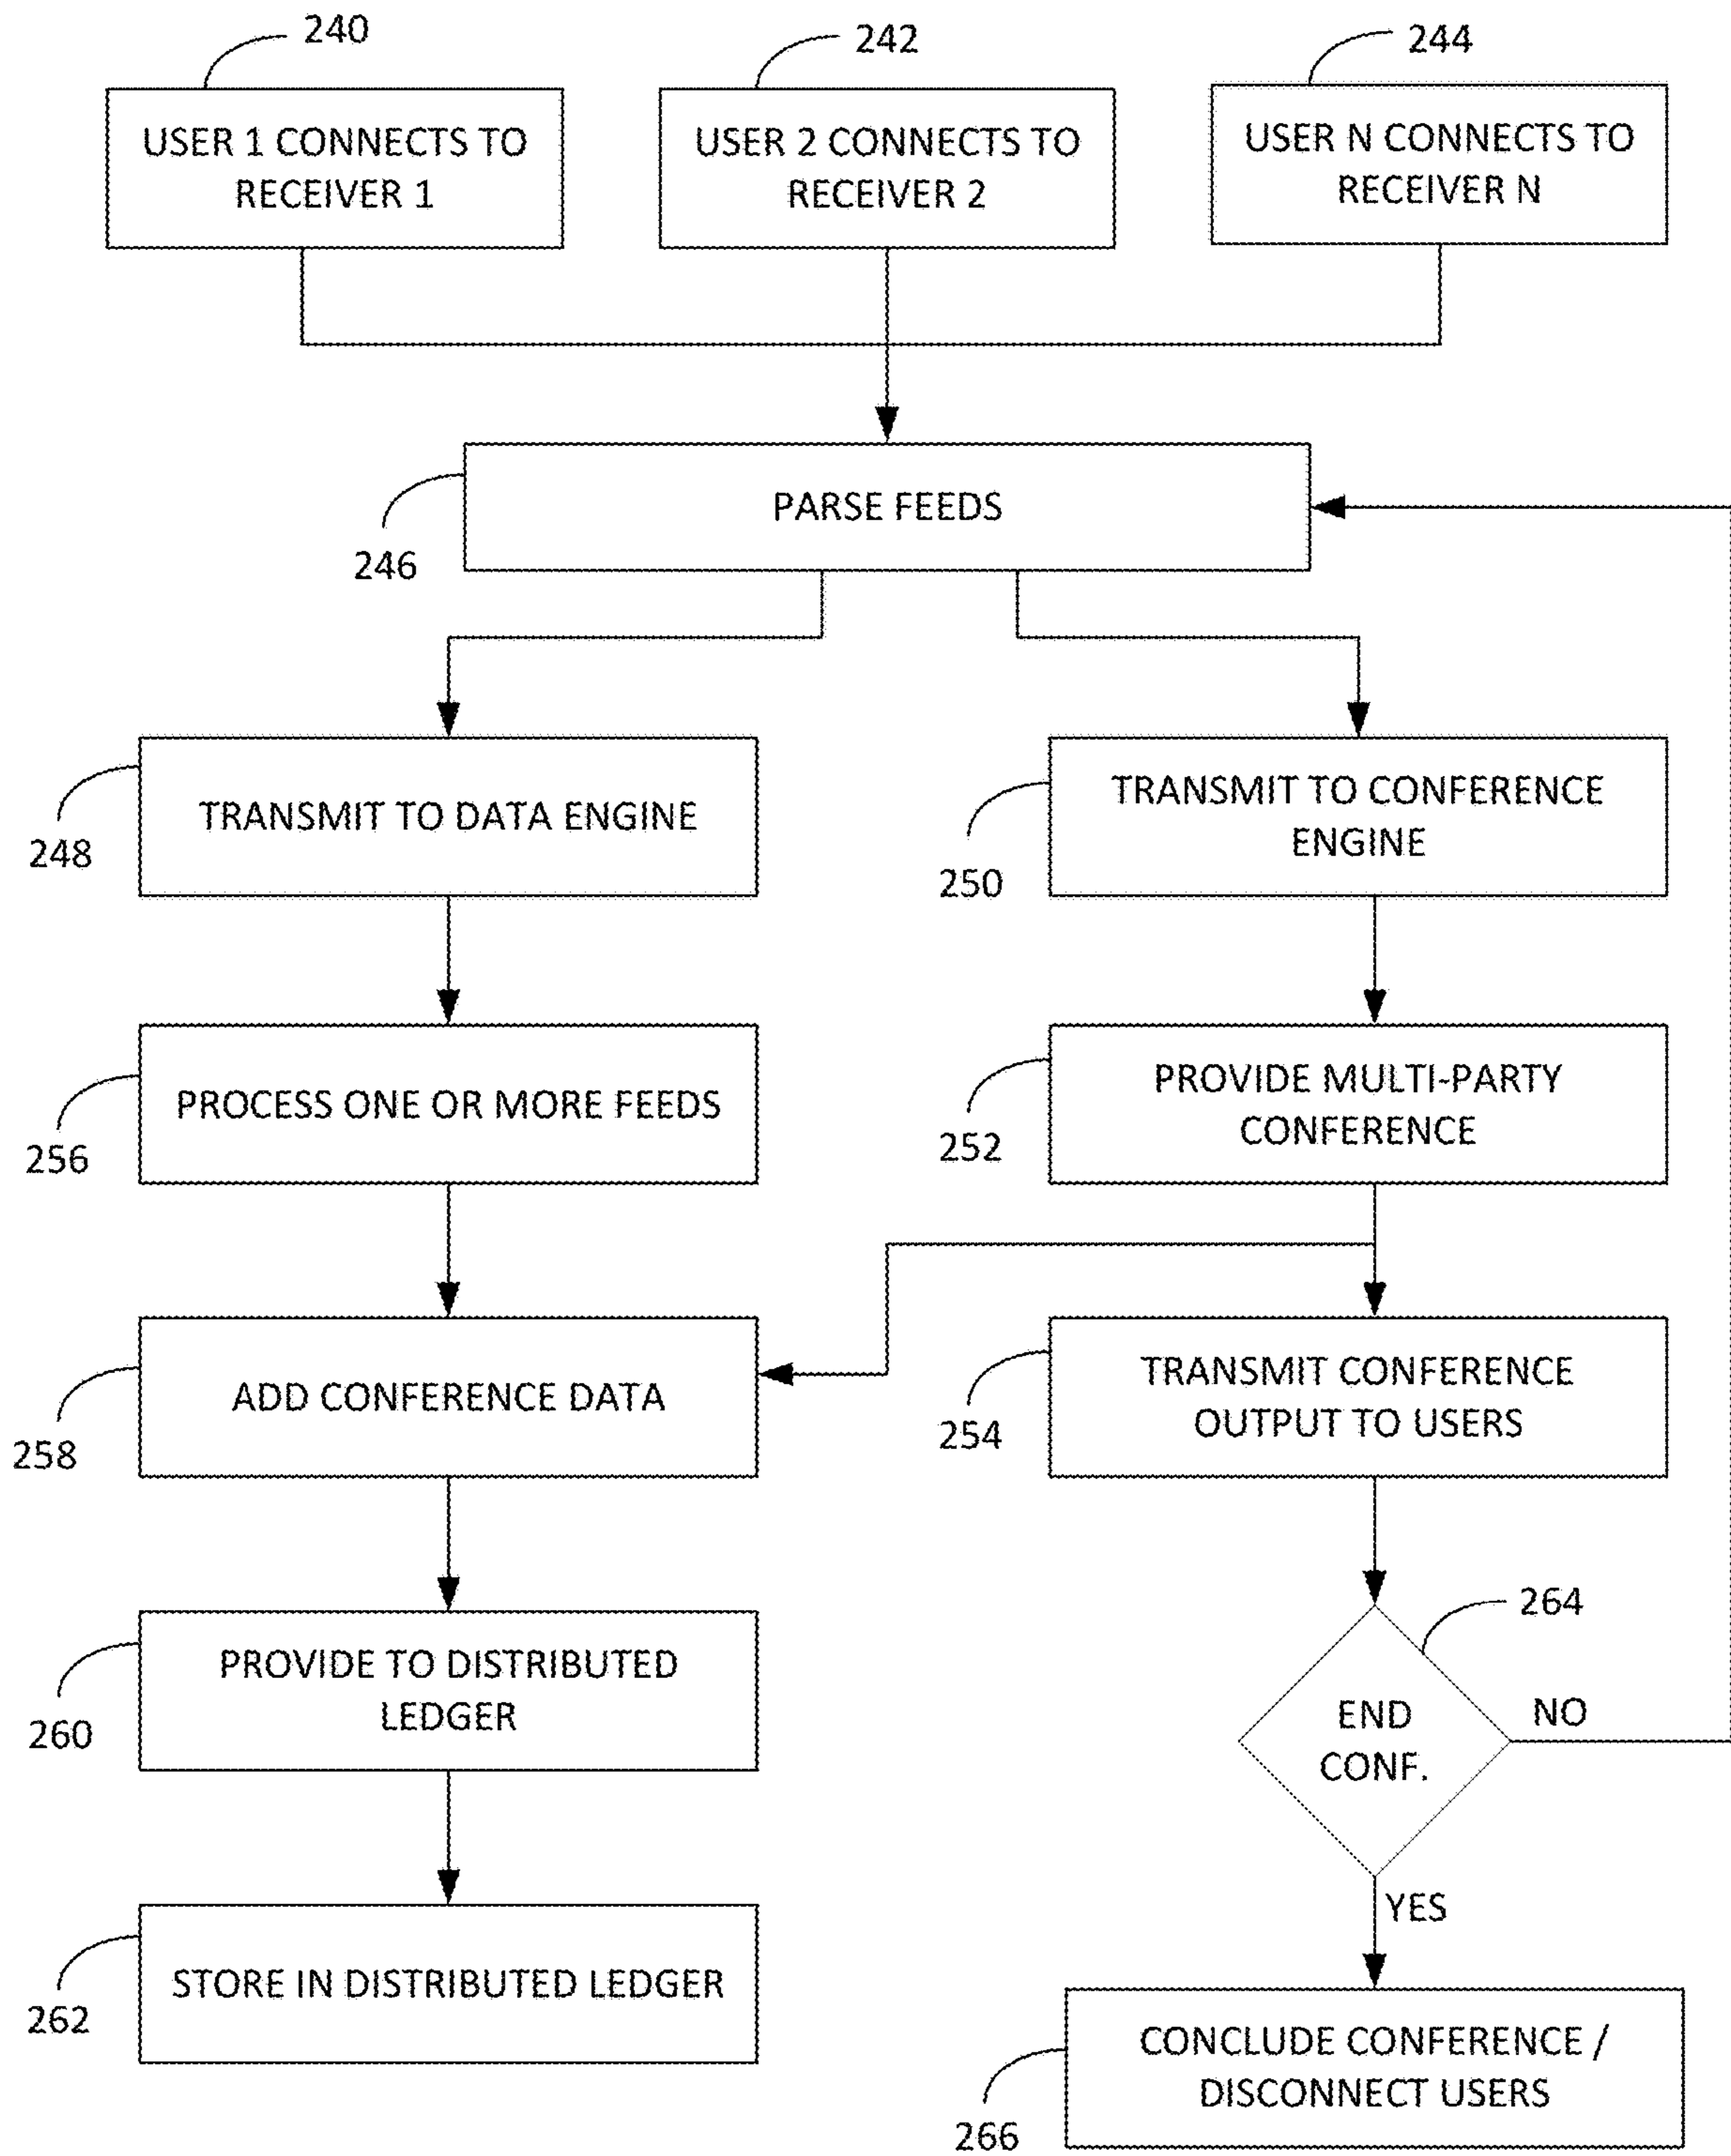 240
242
244
USER 1 CONNECTS TO
RECEIVER 1
USER 2 CONNECTS TO
RECEIVER 2
USER N CONNECTS TO
RECEIVER N
PARSE FEEDS
246
TRANSMIT TO DATA ENGINE
248
TRANSMIT TO CONFERENCE
ENGINE
250
PROCESS ONE OR MORE FEEDS
256
PROVIDE MULTI-PARTY
CONFERENCE
252
ADD CONFERENCE DATA
258
TRANSMIT CONFERENCE
OUTPUT TO USERS
254
PROVIDE TO DISTRIBUTED
LEDGER
260
264
END
CONF.
NO
YES
STORE IN DISTRIBUTED LEDGER
262
CONCLUDE CONFERENCE /
DISCONNECT USERS
266